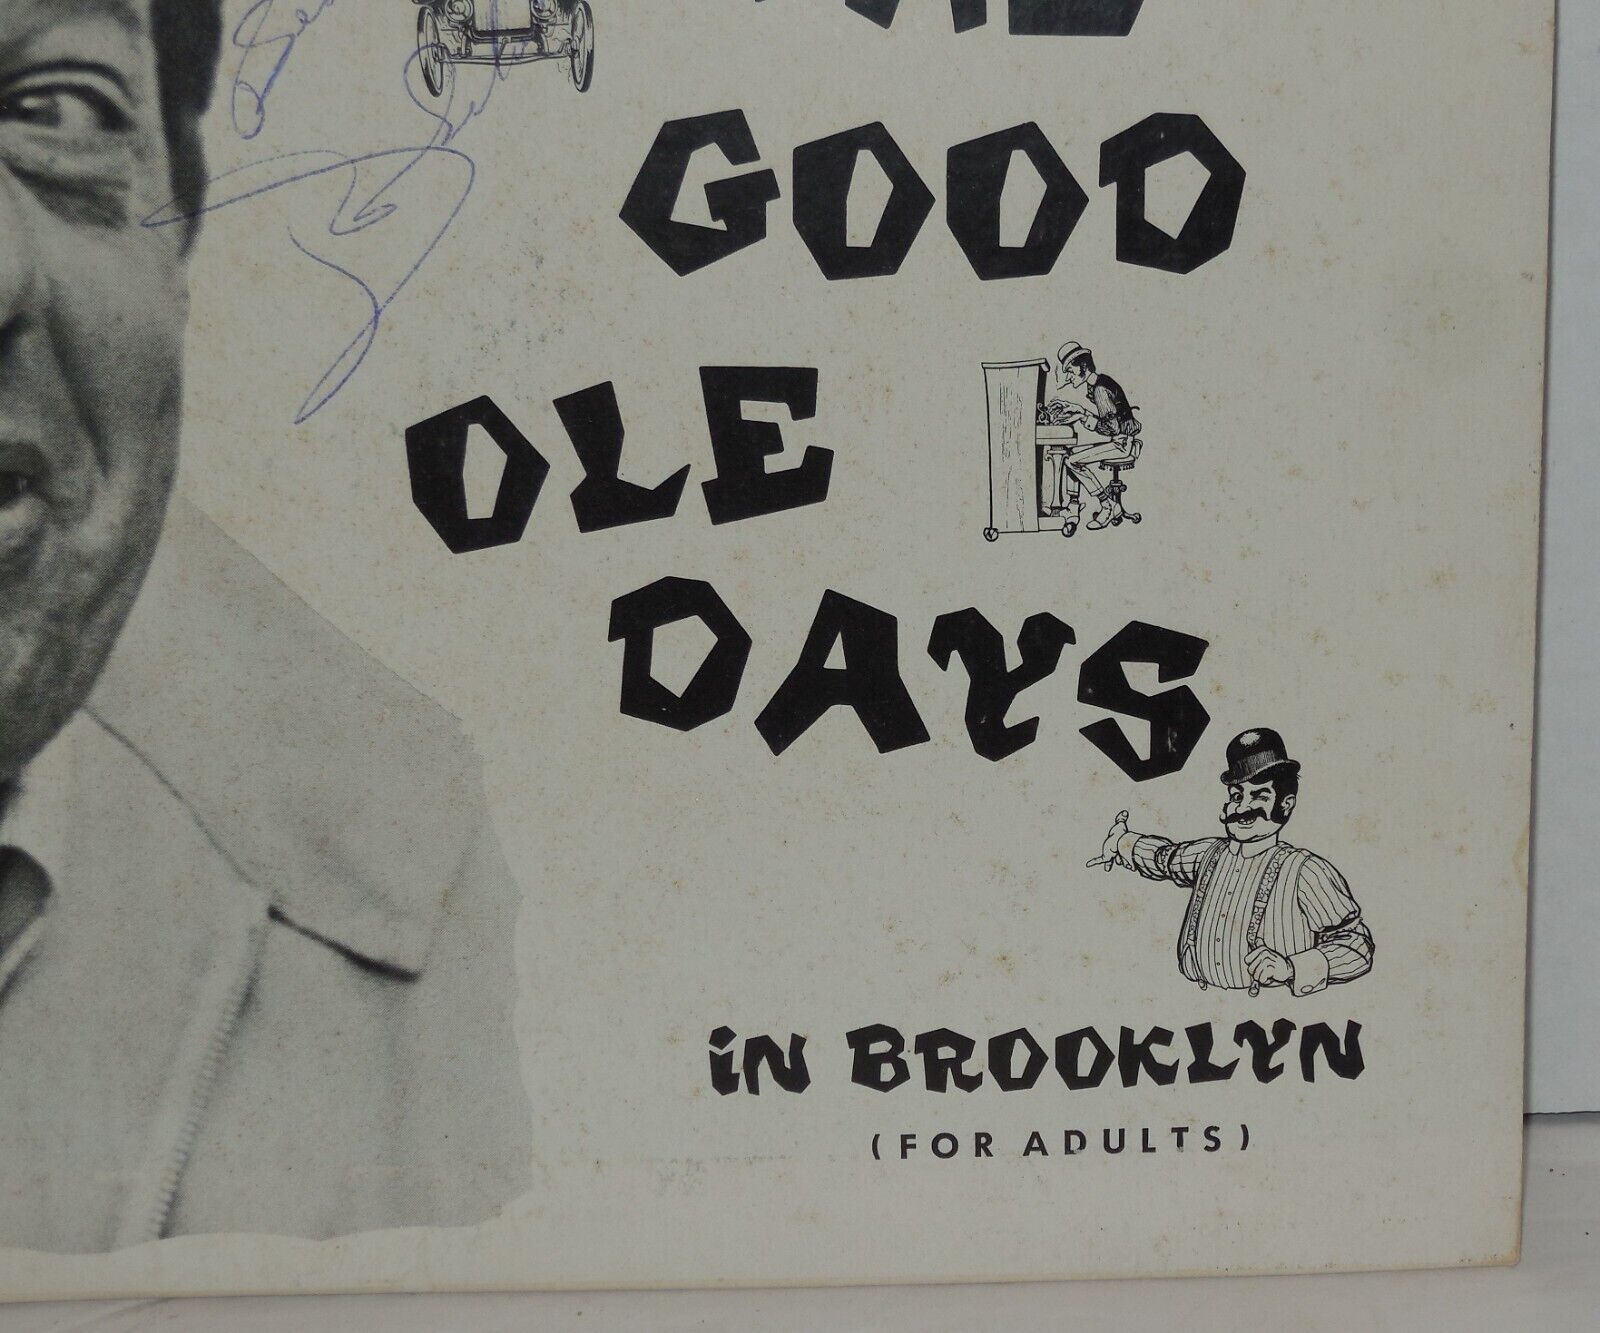 GOOD
OLE
DAYS
iN BROOKLYN
(FOR ADULTS)